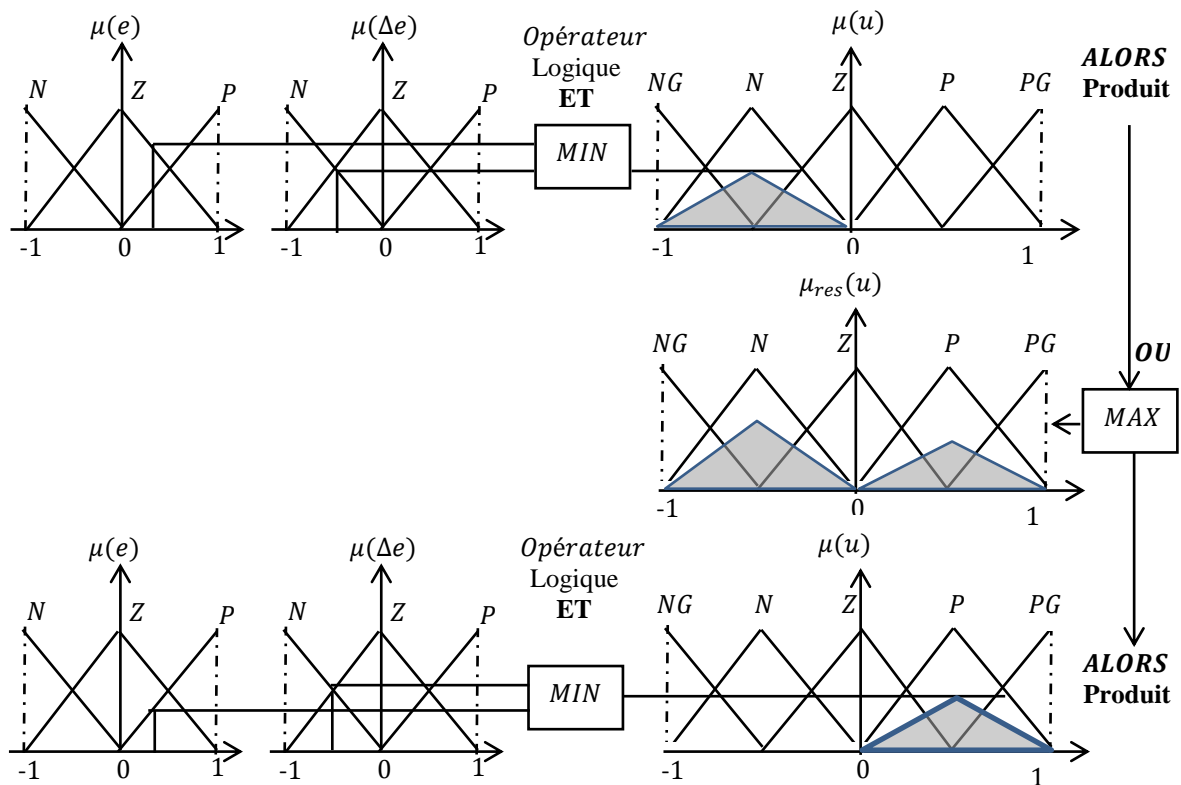 μ(e)
N Z P
-1 0 1
μ(Δe)
N Z P
-1 0 1
Opérateur
Logique
ET
MIN
μ(u)
NG N Z P PG
-1 0 1
ALORS
Produit
μres(u)
NG N Z P PG
-1 0 1
OU
MAX
μ(e)
N Z P
-1 0 1
μ(Δe)
N Z P
-1 0 1
Opérateur
Logique
ET
MIN
μ(u)
NG N Z P PG
-1 0 1
ALORS
Produit